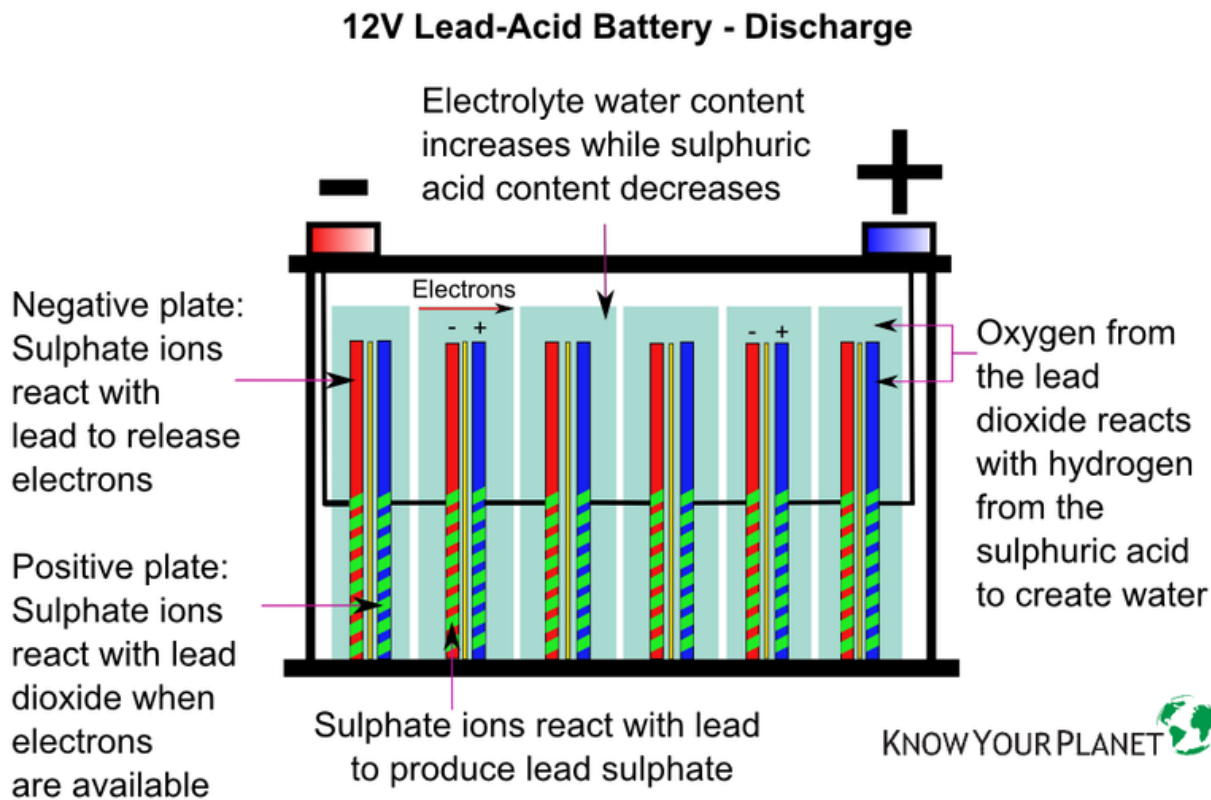 12V Lead-Acid Battery - Discharge
Electrolyte water content
increases while sulphuric
acid content decreases
-
+
Electrons
- +
- +
Negative plate:
Sulphate ions
react with
lead to release
electrons
Positive plate:
Sulphate ions
react with lead
dioxide when
electrons
are available
Oxygen from
the lead
dioxide reacts
with hydrogen
from the
sulphuric acid
to create water
Sulphate ions react with lead
to produce lead sulphate
KNOW YOUR PLANET